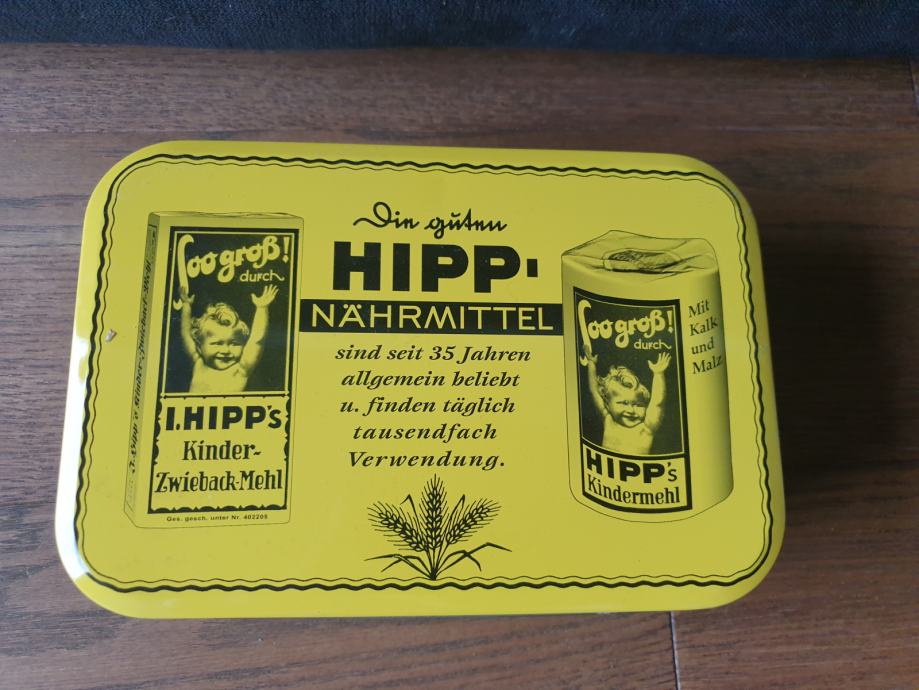 Soo groß!
durch
I. HIPP's
Kinder-
Zwieback-Mehl
Ges. gesch. unter Nr. 402205
Die guten
HIPP-
NÄHRMITTEL
sind seit 35 Jahren
allgemein beliebt
u. finden täglich
tausendfach
Verwendung.
Soo groß!
durch
HIPP's
Kindermehl
Mit
Kalk
und
Malz